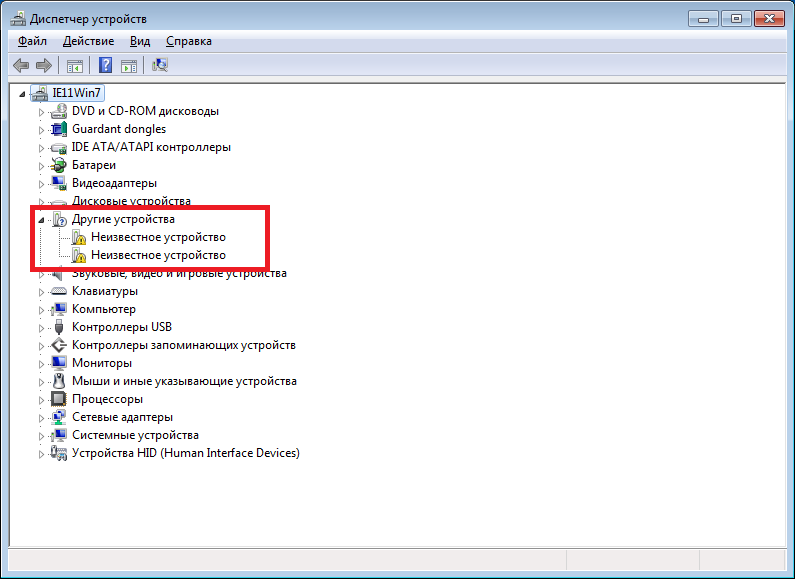 Диспетчер устройств
Файл Действие Вид Справка
IE11Win7
DVD и CD-ROM дисководы
Guardant dongles
IDE ATA/ATAPI контроллеры
Батареи
Видеоадаптеры
Дисковые устройства
Другие устройства
Неизвестное устройство
Неизвестное устройство
Звуковые, видео и игровые устройства
Клавиатуры
Компьютер
Контроллеры USB
Контроллеры запоминающих устройств
Мониторы
Мыши и иные указывающие устройства
Процессоры
Сетевые адаптеры
Системные устройства
Устройства HID (Human Interface Devices)